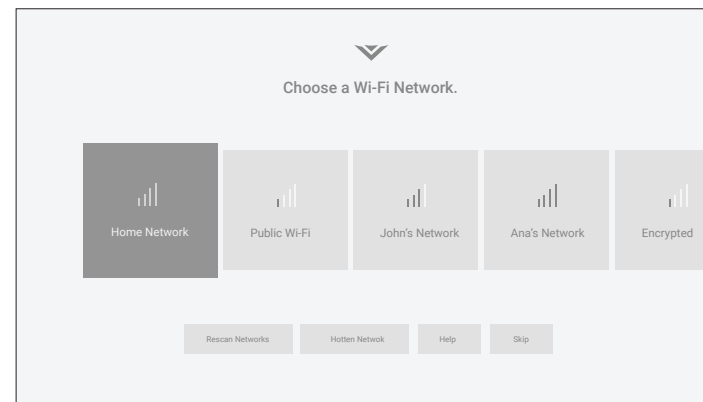 Choose a Wi-Fi Network.
Home Network
Public Wi-Fi
John's Network
Ana's Network
Encrypted
Rescan Networks
Hotten Netwok
Help
Skip